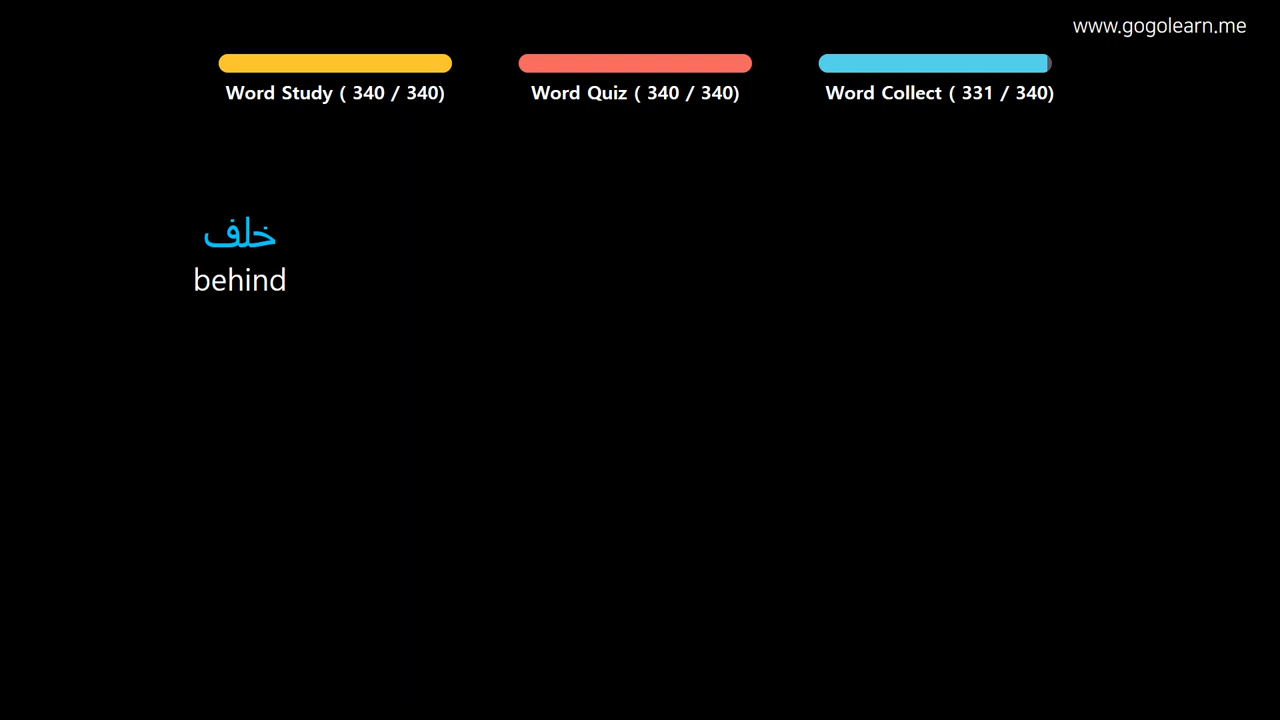 www.gogolearn.me
Word Study ( 340 / 340)
Word Quiz ( 340 / 340)
Word Collect ( 331 / 340)
خلف
behind